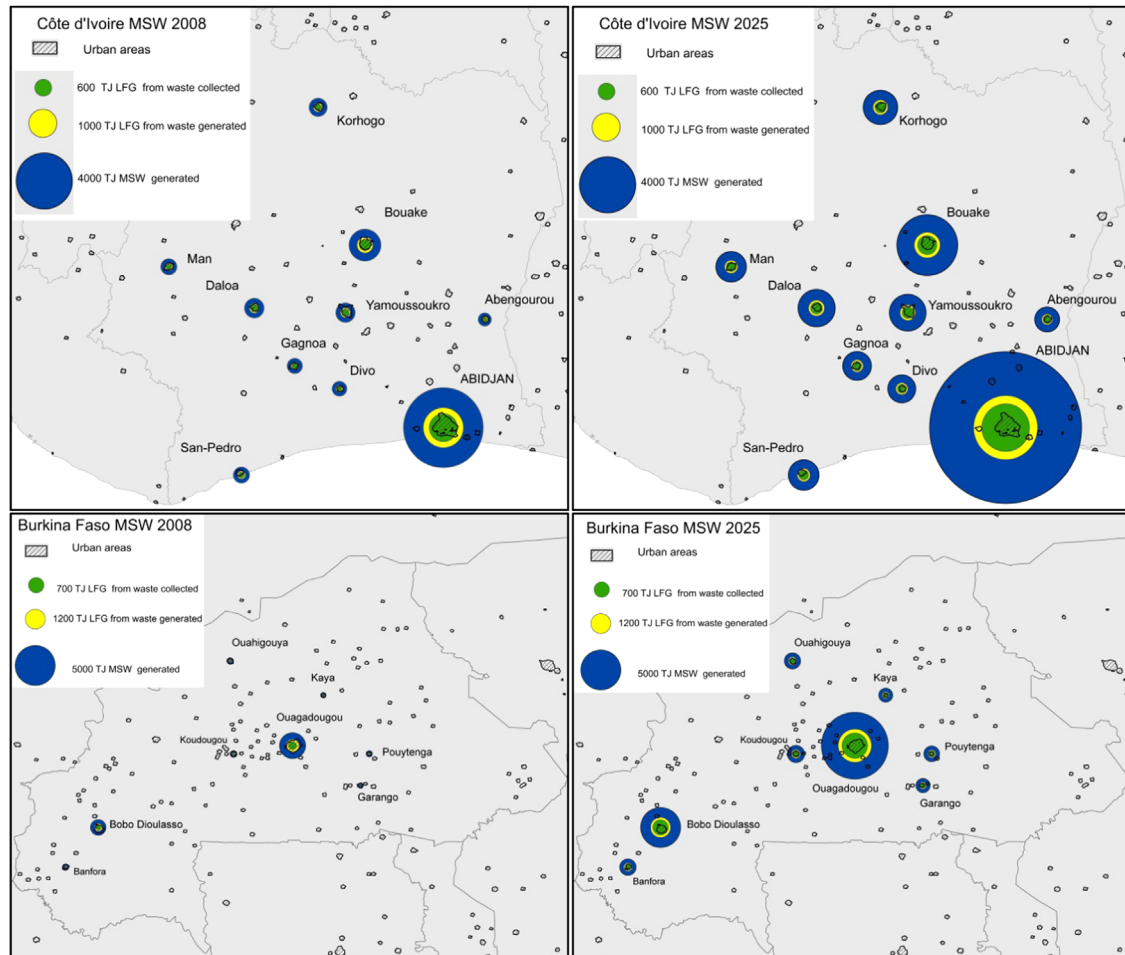 Côte d'Ivoire MSW 2008
Urban areas
600 TJ LFG from waste collected
1000 TJ LFG from waste generated
4000 TJ MSW generated
Korhogo
Bouake
Man
Daloa
Yamoussoukro
Abengourou
Gagnoa
Divo
ABIDJAN
San-Pedro
Côte d'Ivoire MSW 2025
Urban areas
600 TJ LFG from waste collected
1000 TJ LFG from waste generated
4000 TJ MSW generated
Korhogo
Bouake
Man
Daloa
Yamoussoukro
Abengourou
Gagnoa
ABIDJAN
Divo
San-Pedro
Burkina Faso MSW 2008
Urban areas
700 TJ LFG from waste collected
1200 TJ LFG from waste generated
5000 TJ MSW generated
Ouahigouya
Kaya
Ouagadougou
Koudougou
Pouytenga
Garango
Bobo Dioulasso
Banfora
Burkina Faso MSW 2025
Urban areas
700 TJ LFG from waste collected
1200 TJ LFG from waste generated
5000 TJ MSW generated
Ouahigouya
Kaya
Koudougou
Pouytenga
Ouagadougou
Garango
Bobo Dioulasso
Banfora